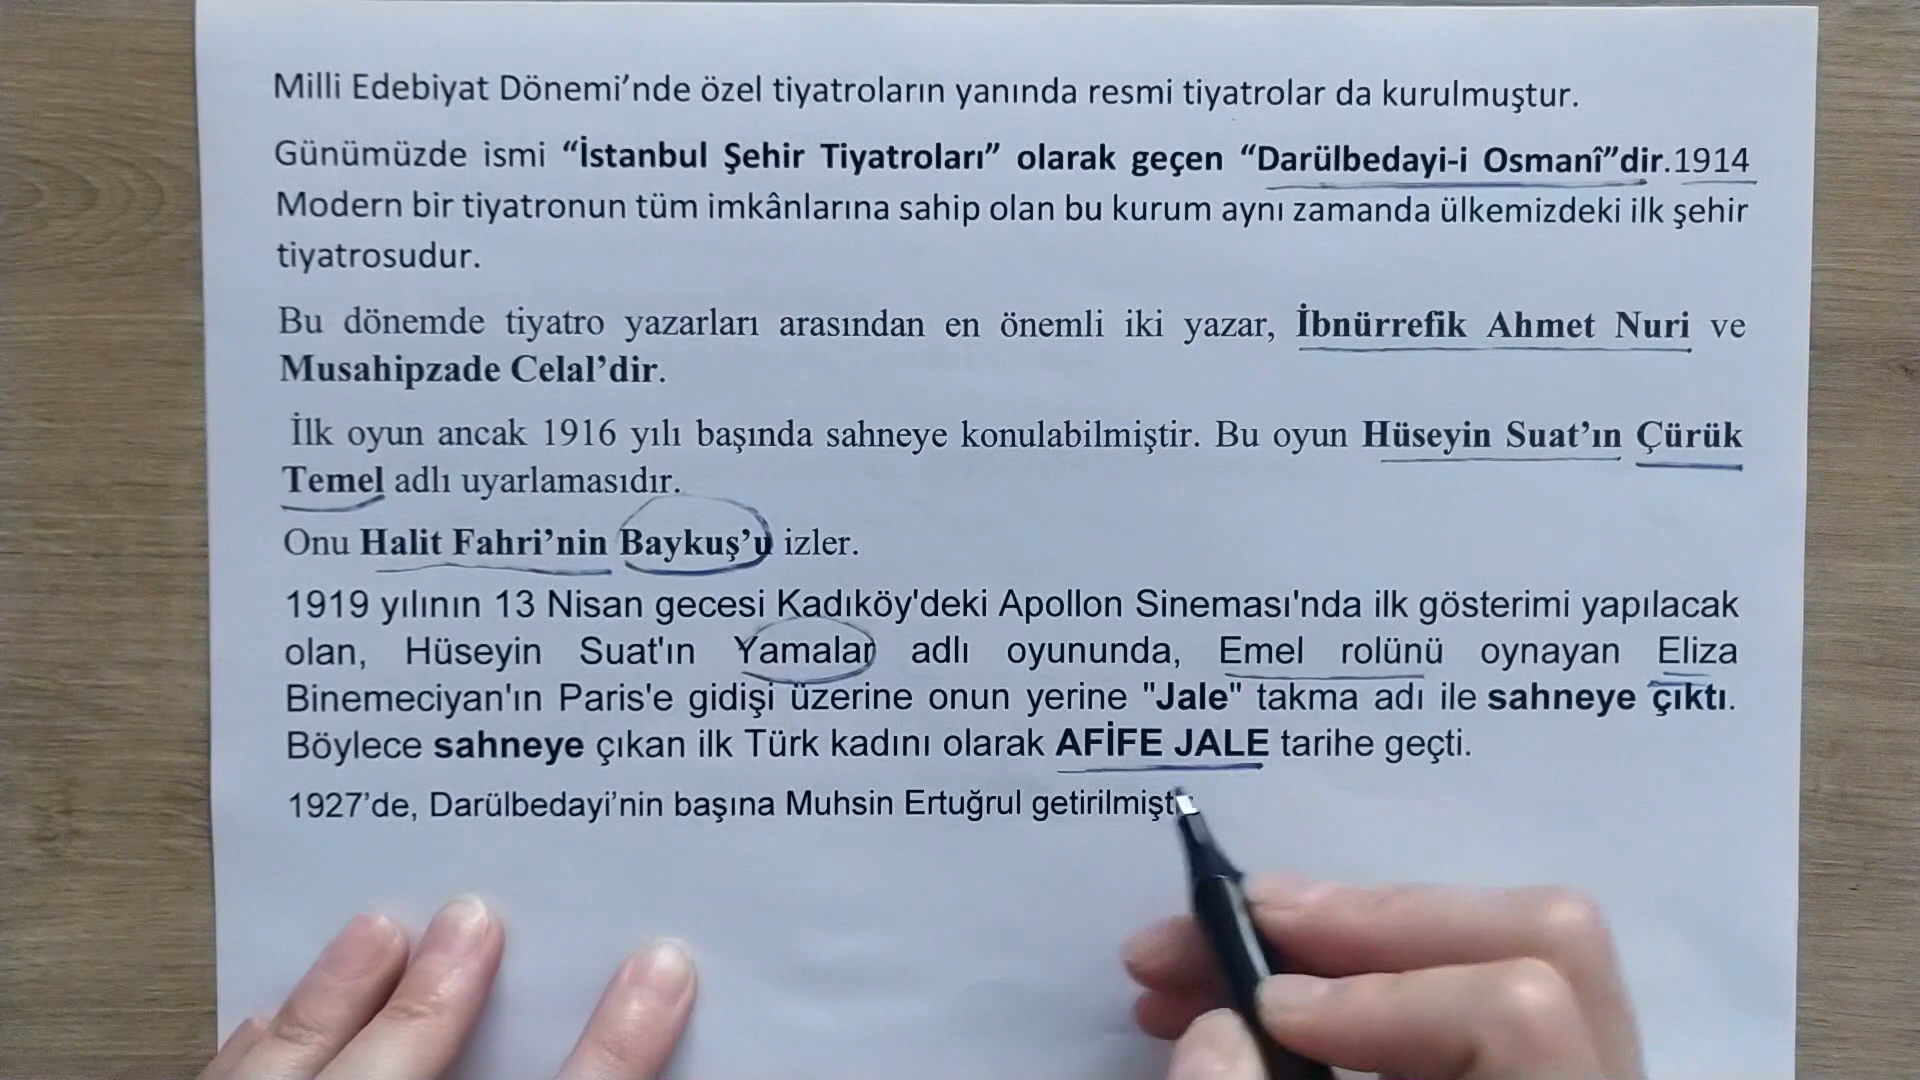 Milli Edebiyat Dönemi’nde özel tiyatroların yanında resmi tiyatrolar da kurulmuştur.
Günümüzde ismi “İstanbul Şehir Tiyatroları” olarak geçen “Darülbedayi-i Osmanî”dir.1914
Modern bir tiyatronun tüm imkânlarına sahip olan bu kurum aynı zamanda ülkemizdeki ilk şehir
tiyatrosudur.
Bu dönemde tiyatro yazarları arasından en önemli iki yazar, İbnürrefik Ahmet Nuri ve
Musahipzade Celal’dir.
İlk oyun ancak 1916 yılı başında sahneye konulabilmiştir. Bu oyun Hüseyin Suat’ın Çürük
Temel adlı uyarlamasıdır.
Onu Halit Fahri’nin Baykuş’u izler.
1919 yılının 13 Nisan gecesi Kadıköy'deki Apollon Sineması'nda ilk gösterimi yapılacak
olan, Hüseyin Suat'ın Yamalar adlı oyununda, Emel rolünü oynayan Eliza
Binemeciyan'ın Paris'e gidişi üzerine onun yerine "Jale" takma adı ile sahneye çıktı.
Böylece sahneye çıkan ilk Türk kadını olarak AFİFE JALE tarihe geçti.
1927’de, Darülbedayi’nin başına Muhsin Ertuğrul